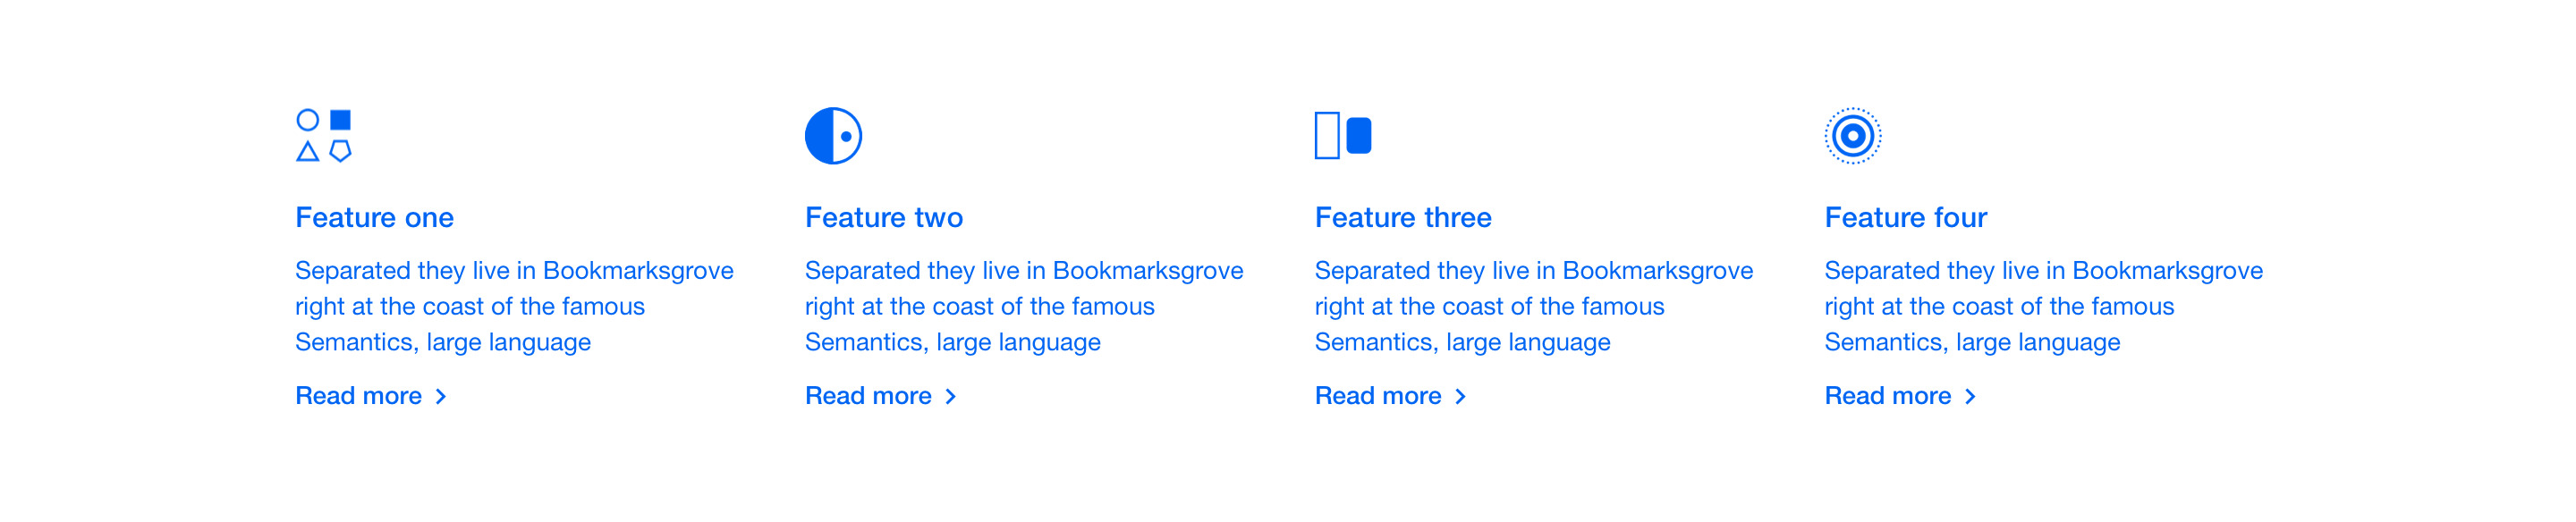 Feature one
Separated they live in Bookmarksgrove
right at the coast of the famous
Semantics, large language
Read more
Feature two
Separated they live in Bookmarksgrove
right at the coast of the famous
Semantics, large language
Read more
Feature three
Separated they live in Bookmarksgrove
right at the coast of the famous
Semantics, large language
Read more
Feature four
Separated they live in Bookmarksgrove
right at the coast of the famous
Semantics, large language
Read more